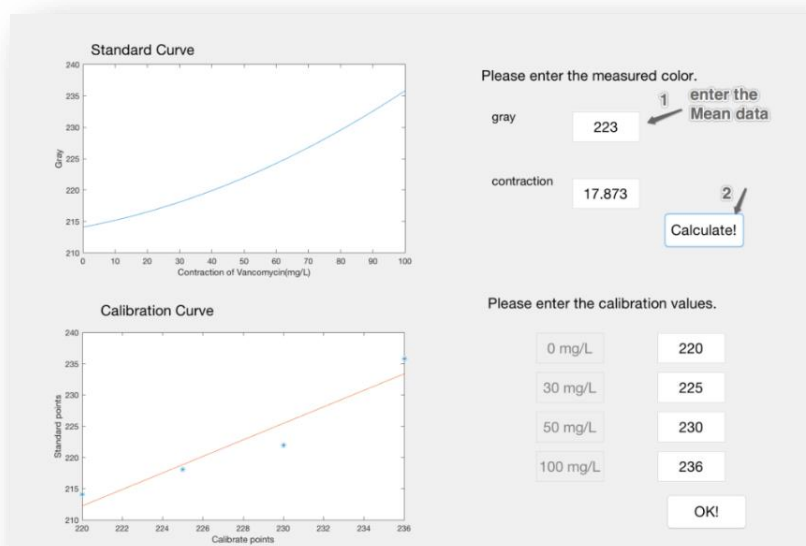 Standard Curve
240
235
230
225
220
215
210
Gray
0 10 20 30 40 50 60 70 80 90 100
Contraction of Vancomycin(mg/L)
Please enter the measured color.
gray
223
1
enter the
Mean data
contraction
17.873
2
Calculate!
Calibration Curve
240
235
230
225
220
215
210
Standard points
220 222 224 226 228 230 232 234 236
Calibrate points
Please enter the calibration values.
0 mg/L 220
30 mg/L 225
50 mg/L 230
100 mg/L 236
OK!